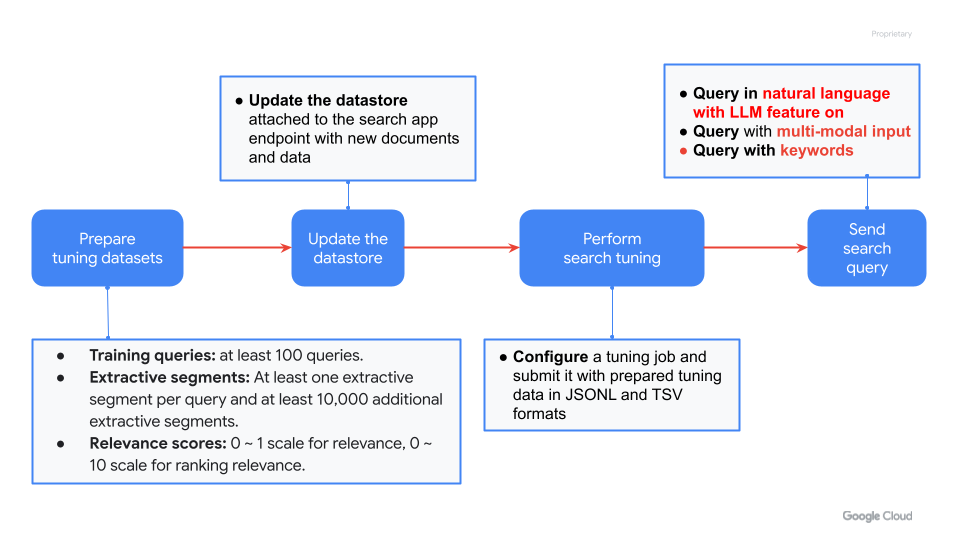 Proprietary
● Update the datastore
attached to the search app
endpoint with new documents
and data
● Query in natural language
with LLM feature on
● Query with multi-modal input
● Query with keywords
Prepare
tuning datasets
Update the
datastore
Perform
search tuning
Send
search
query
● Training queries: at least 100 queries.
● Extractive segments: At least one extractive
segment per query and at least 10,000 additional
extractive segments.
● Relevance scores: 0 ~ 1 scale for relevance, 0 ~
10 scale for ranking relevance.
● Configure a tuning job and
submit it with prepared tuning
data in JSONL and TSV
formats
Google Cloud